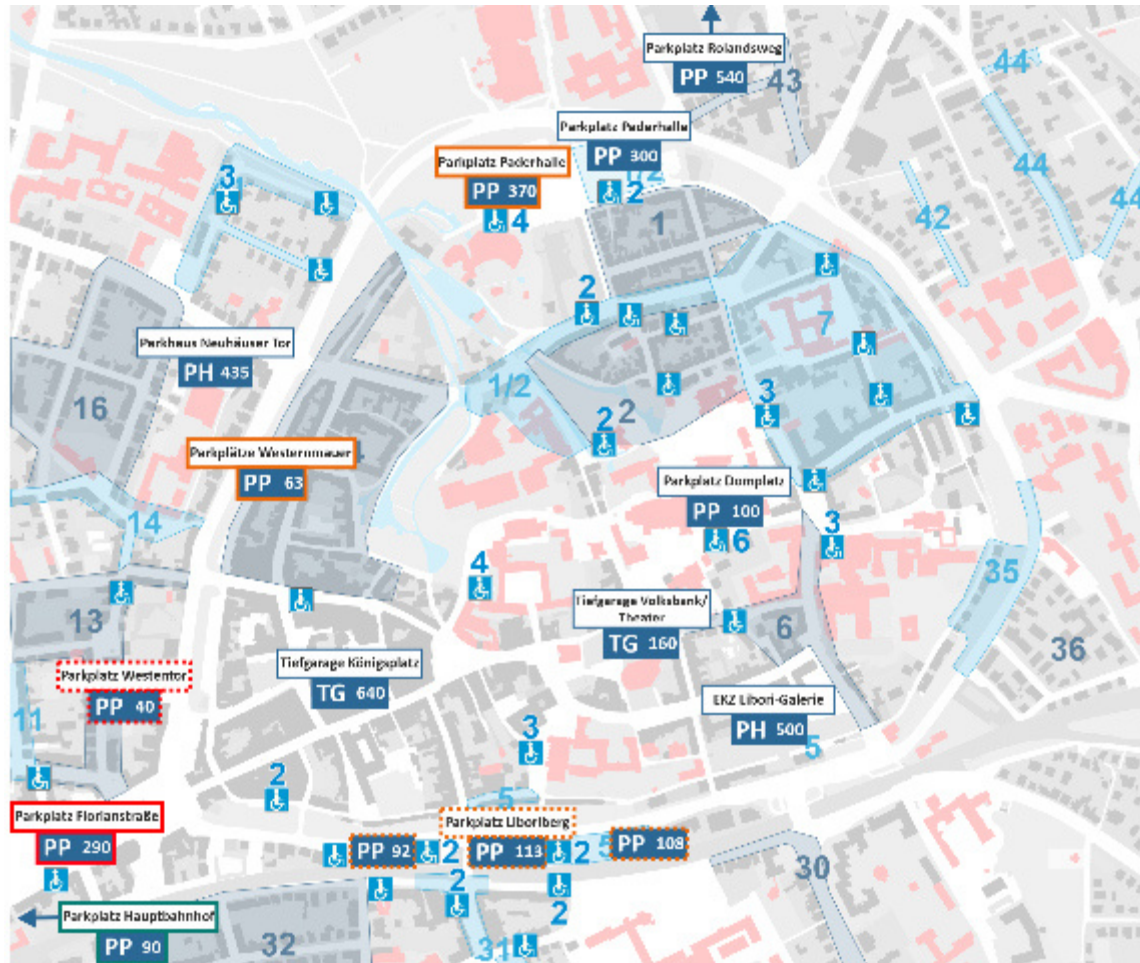 Parkplatz Rolandsweg
PP 540
43
44
Parkplatz Paderhalle
PP 300
Parkplatz Paderhalle
PP 370
1/2
2
4
3
44
42
44
1
2
7
Parkhaus Neuhäuser Tor
PH 435
16
1/2
2
3
2
Parkplätze Westernmauer
PP 63
Parkplatz Domplatz
PP 100
6
3
14
4
35
13
Tiefgarage Volksbank/
Theater
TG 160
6
36
Parkplatz Westentor
PP 40
Tiefgarage Königsplatz
TG 640
11
EKZ Libori-Galerie
PH 500
5
3
2
5
Parkplatz Florianstraße
PP 290
Parkplatz Liboriberg
PP 92
2
PP 113
2
5
PP 108
2
30
2
Parkplatz Hauptbahnhof
PP 90
32
31